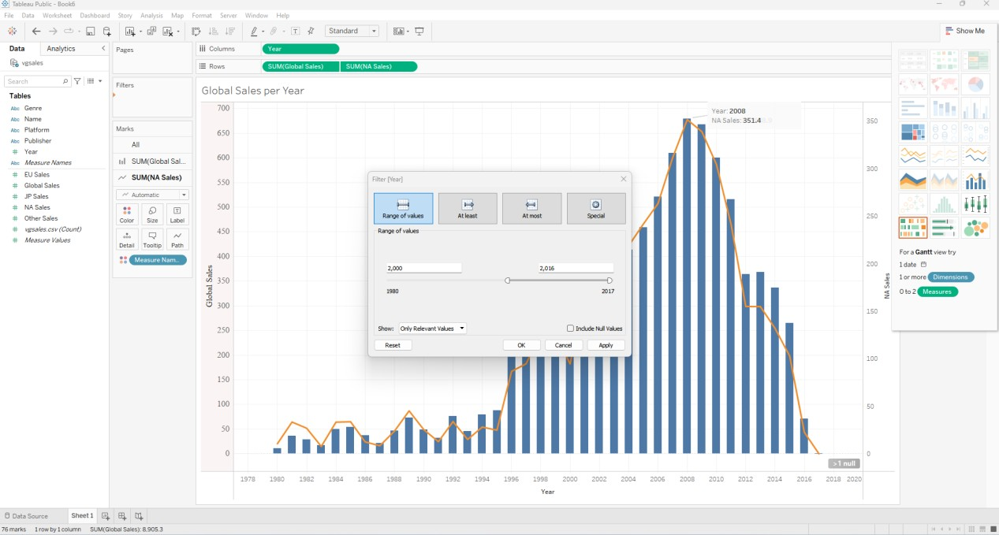 Tableau Public - Book6
File Data Worksheet Dashboard Story Analysis Map Format Server Window Help
Standard
Show Me
Data Analytics
vgsales
Search
Tables
Abc Genre
Abc Name
Abc Platform
Abc Publisher
# Year
Abc Measure Names
# EU Sales
# Global Sales
# JP Sales
# NA Sales
# Other Sales
# vgsales.csv (Count)
# Measure Values
Pages
Filters
Marks
All
SUM(Global Sal...
SUM(NA Sales)
Automatic
Color Size Label
Detail Tooltip Path
Measure Nam..
Columns Year
Rows SUM(Global Sales) SUM(NA Sales)
Global Sales per Year
Year: 2008
NA Sales: 351.4
700
650
600
550
500
450
400
350
300
250
200
150
100
50
0
Global Sales
350
300
250
200
150
100
50
0
NA Sales
>1 null
1978 1980 1982 1984 1986 1988 1990 1992 1994 1996 1998 2000 2002 2004 2006 2008 2010 2012 2014 2016 2018 2020
Year
Filter [Year]
Range of values At least At most Special
Range of values
2,000 2,016
1980 2017
Show: Only Relevant Values Include Null Values
Reset OK Cancel Apply
For a Gantt view try
1 date
1 or more Dimensions
0 to 2 Measures
Data Source Sheet 1
76 marks 1 row by 1 column SUM(Global Sales): 8,905.3